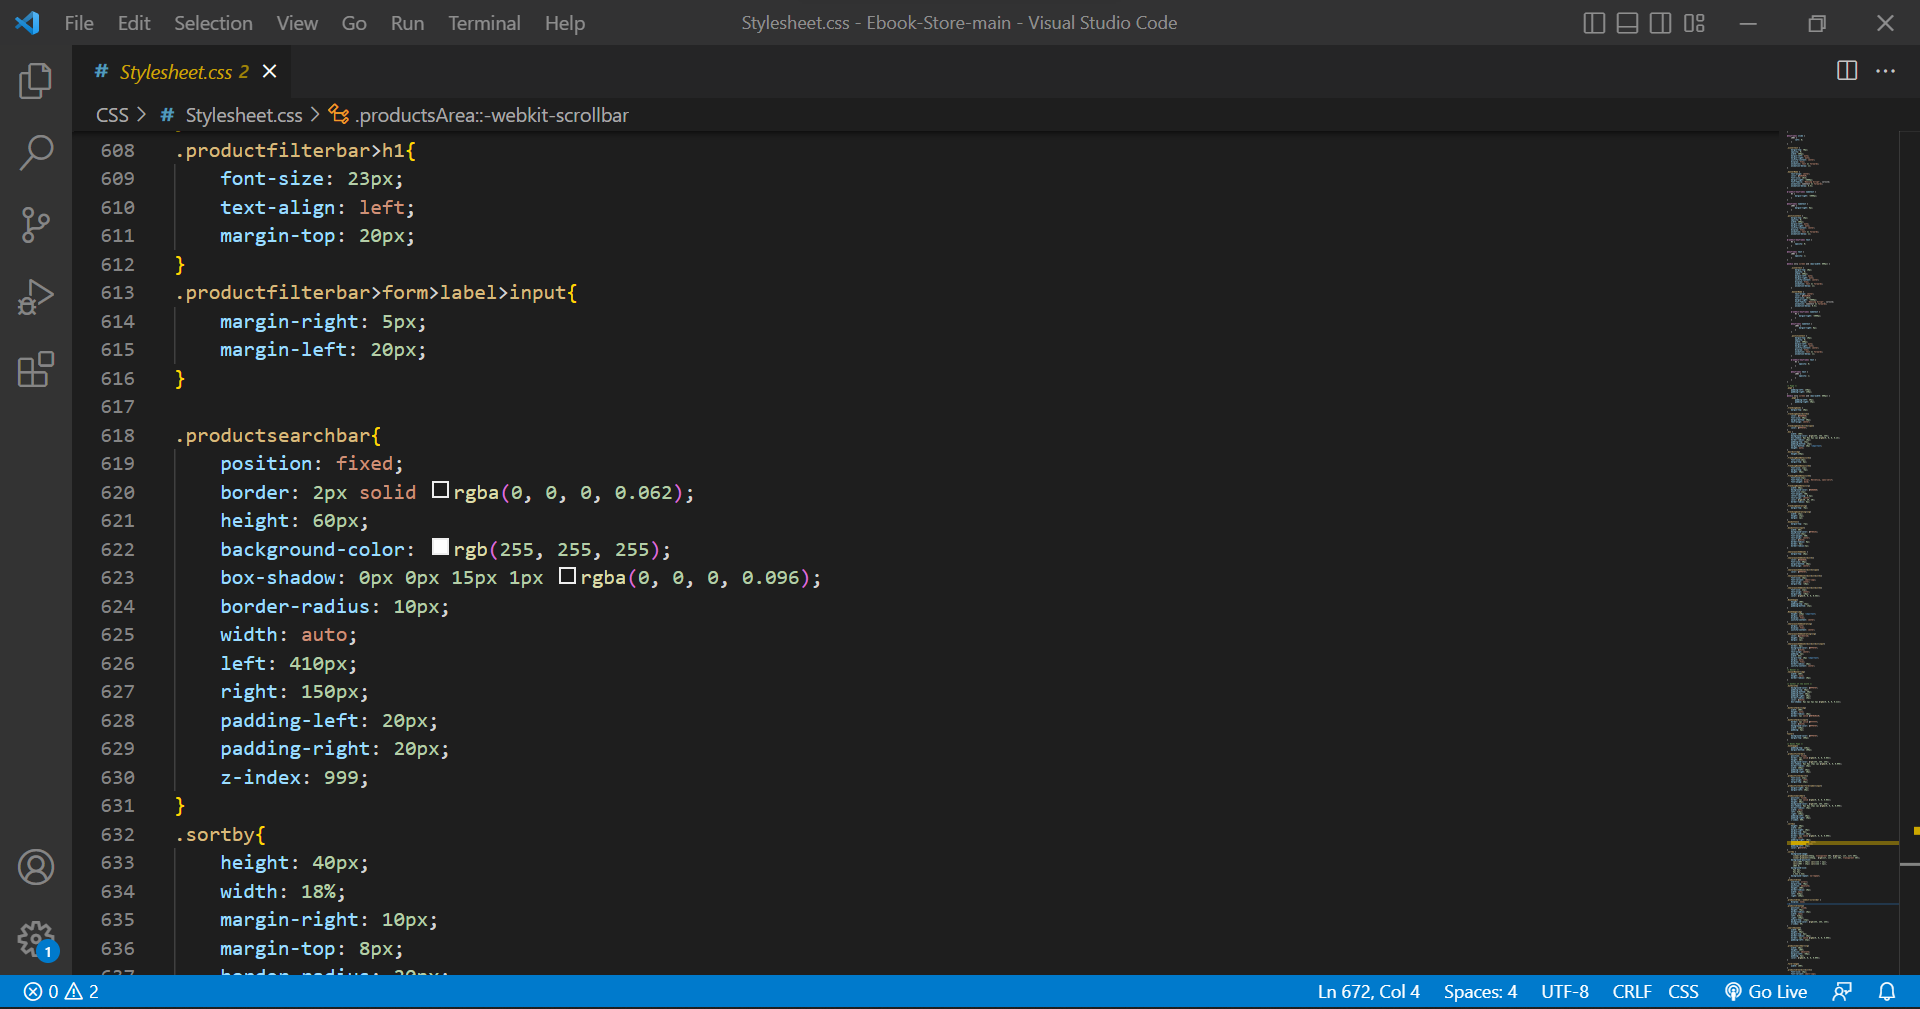 File Edit Selection View Go Run Terminal Help Stylesheet.css - Ebook-Store-main - Visual Studio Code
# Stylesheet.css 2
CSS > # Stylesheet.css > .productsArea::-webkit-scrollbar
608 .productfilterbar>h1{
609 font-size: 23px;
610 text-align: left;
611 margin-top: 20px;
612 }
613 .productfilterbar>form>label>input{
614 margin-right: 5px;
615 margin-left: 20px;
616 }
617
618 .productsearchbar{
619 position: fixed;
620 border: 2px solid rgba(0, 0, 0, 0.062);
621 height: 60px;
622 background-color: rgb(255, 255, 255);
623 box-shadow: 0px 0px 15px 1px rgba(0, 0, 0, 0.096);
624 border-radius: 10px;
625 width: auto;
626 left: 410px;
627 right: 150px;
628 padding-left: 20px;
629 padding-right: 20px;
630 z-index: 999;
631 }
632 .sortby{
633 height: 40px;
634 width: 18%;
635 margin-right: 10px;
636 margin-top: 8px;
637 border-radius: 20px;
1
0 2 Ln 672, Col 4 Spaces: 4 UTF-8 CRLF CSS Go Live